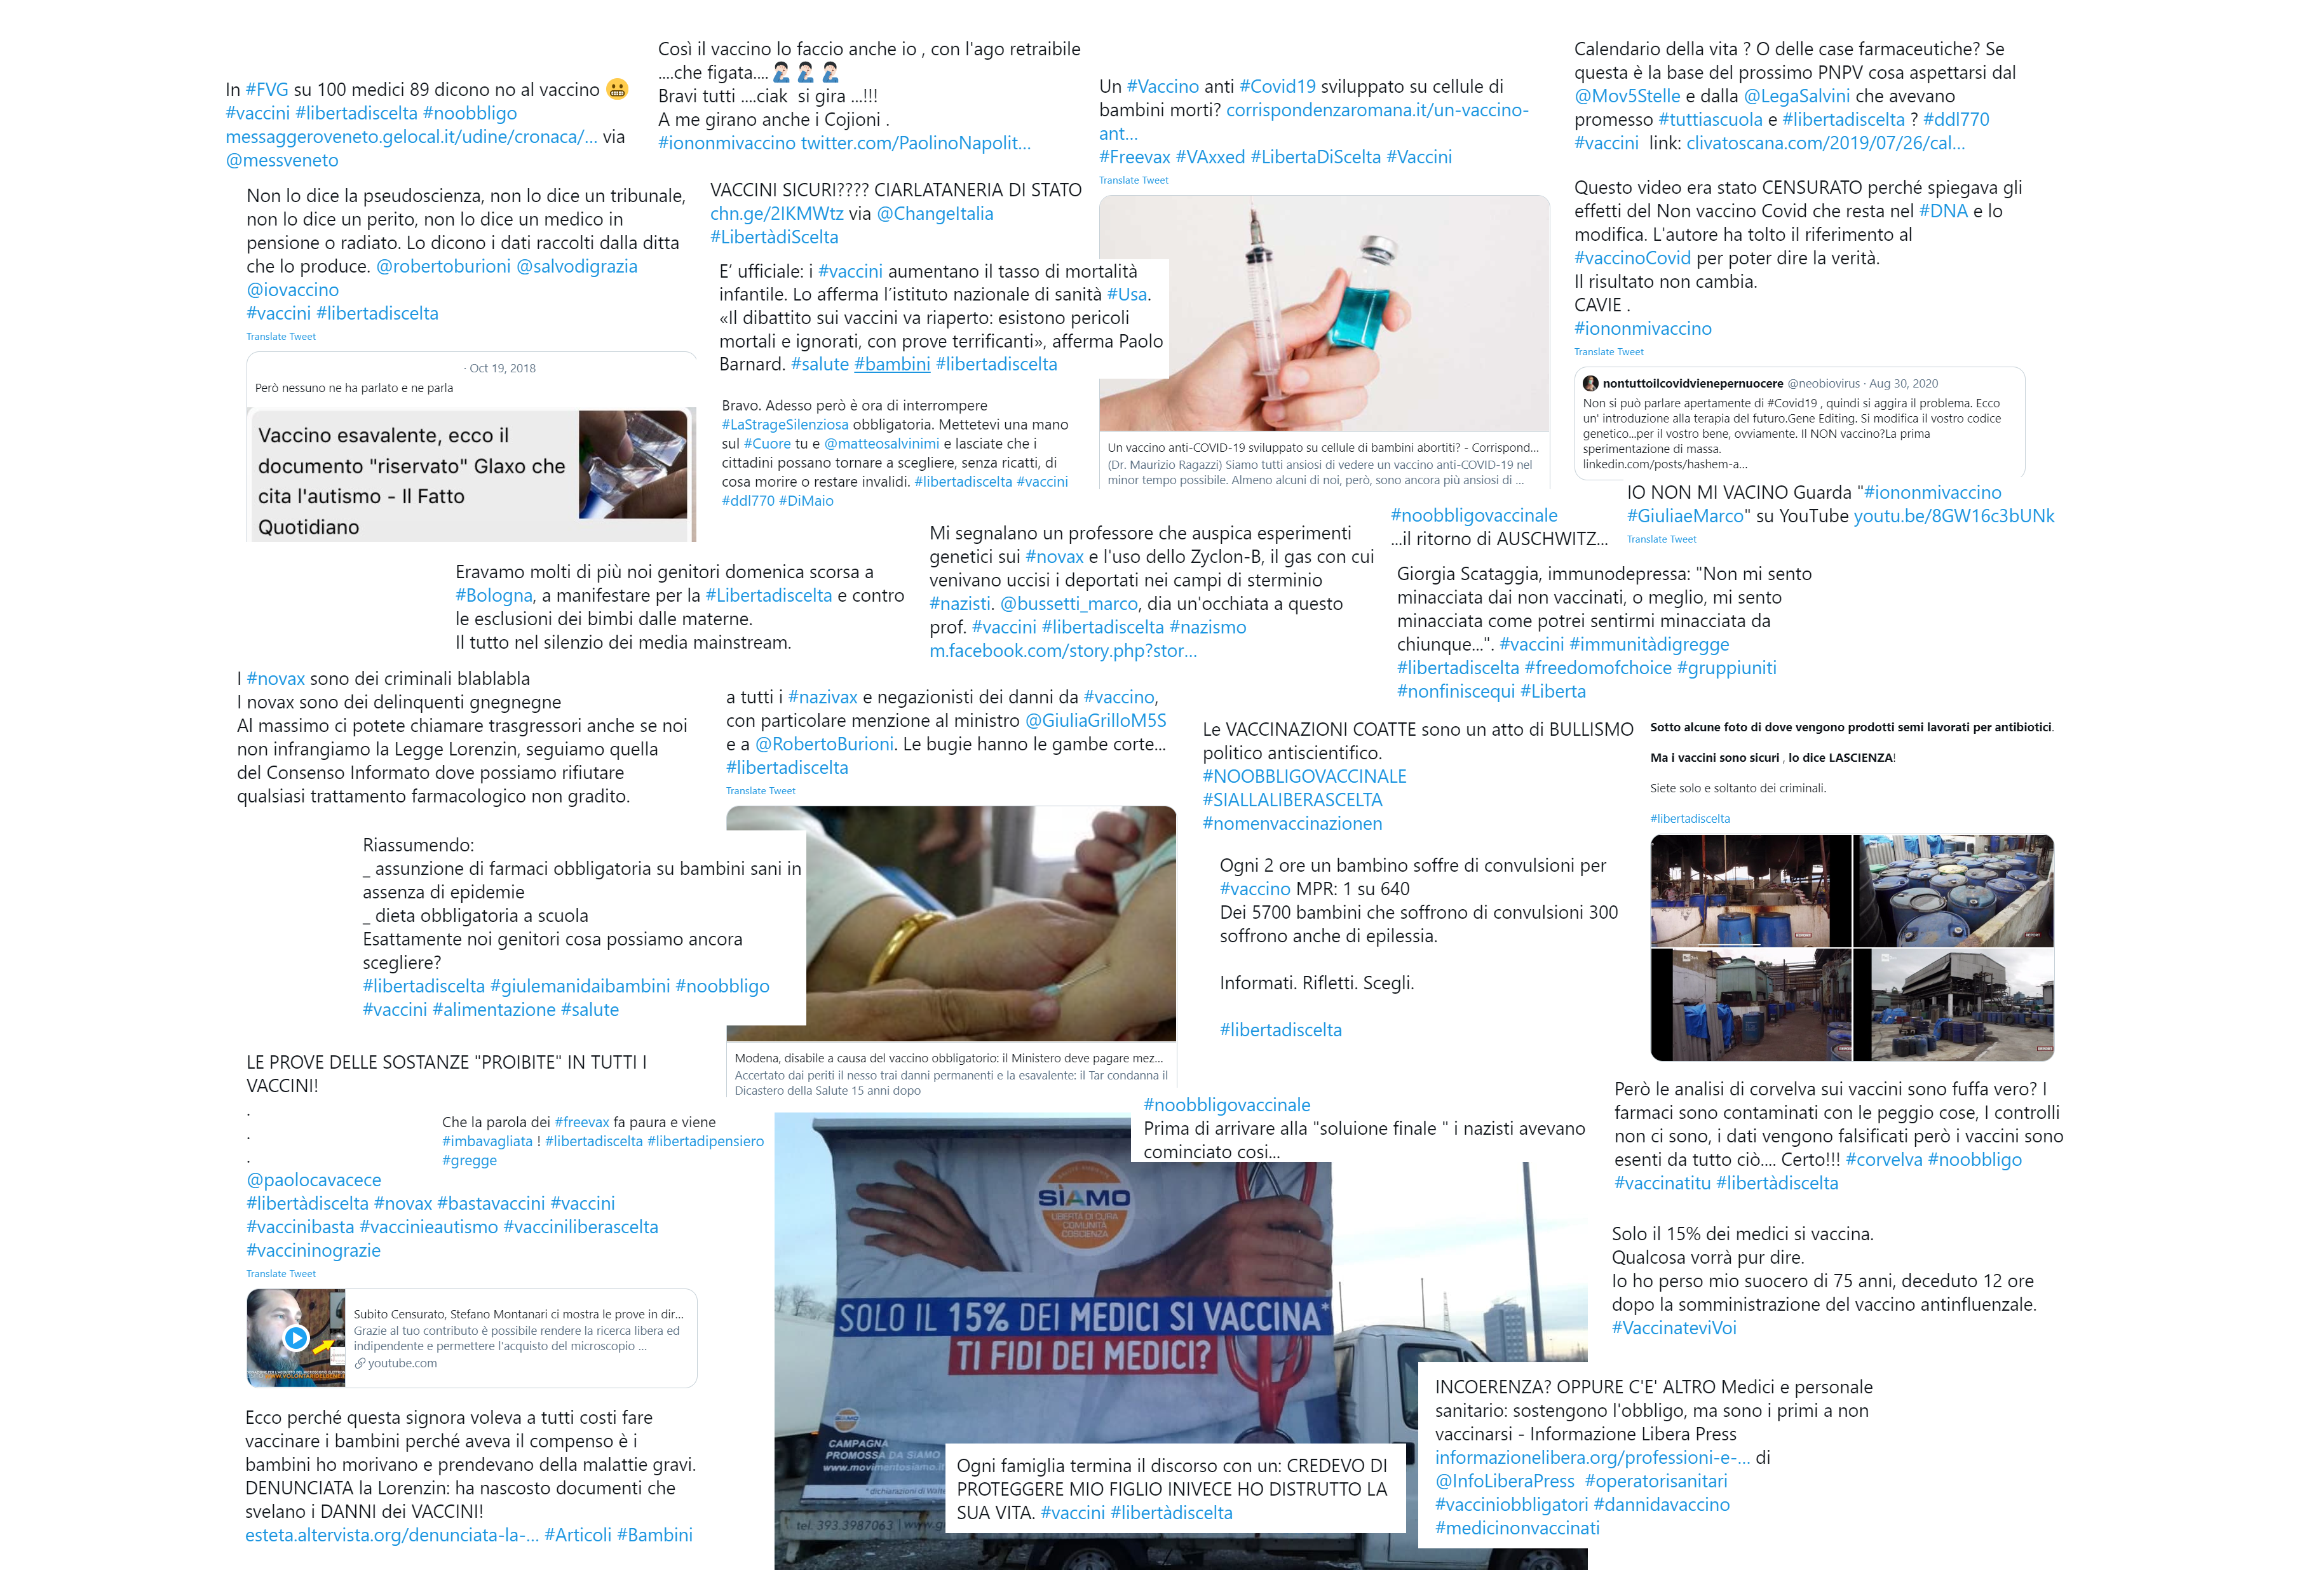 In #FVG su 100 medici 89 dicono no al vaccino 😬
#vaccini #libertadiscelta #noobbligo
messaggeroveneto.gelocal.it/udine/cronaca/... via
@messveneto
Così il vaccino lo faccio anche io , con l'ago retraibile
....che figata....🤦🏻‍♂️ 🤦🏻‍♂️ 🤦🏻‍♂️
Bravi tutti ....ciak si gira ...!!!
A me girano anche i Cojioni .
#iononmivaccino twitter.com/PaolinoNapolit...
Un #Vaccino anti #Covid19 sviluppato su cellule di
bambini morti? corrispondenzaromana.it/un-vaccino-
ant...
#Freevax #VAxxed #LibertaDiScelta #Vaccini
Translate Tweet
Un vaccino anti-COVID-19 sviluppato su cellule di bambini abortiti? - Corrispond...
(Dr. Maurizio Ragazzi) Siamo tutti ansiosi di vedere un vaccino anti-COVID-19 nel
minor tempo possibile. Almeno alcuni di noi, però, sono ancora più ansiosi di ...
Calendario della vita ? O delle case farmaceutiche? Se
questa è la base del prossimo PNPV cosa aspettarsi dal
@Mov5Stelle e dalla @LegaSalvini che avevano
promesso #tuttiascuola e #libertadiscelta ? #ddl770
#vaccini link: clivatoscana.com/2019/07/26/cal...
Non lo dice la pseudoscienza, non lo dice un tribunale,
non lo dice un perito, non lo dice un medico in
pensione o radiato. Lo dicono i dati raccolti dalla ditta
che lo produce. @robertoburioni @salvodigrazia
@iovaccino
#vaccini #libertadiscelta
Translate Tweet
· Oct 19, 2018
Però nessuno ne ha parlato e ne parla
Vaccino esavalente, ecco il
documento "riservato" Glaxo che
cita l'autismo - Il Fatto
Quotidiano
VACCINI SICURI???? CIARLATANERIA DI STATO
chn.ge/2IKMWtz via @ChangeItalia
#LibertàdiScelta
E' ufficiale: i #vaccini aumentano il tasso di mortalità
infantile. Lo afferma l'istituto nazionale di sanità #Usa.
«Il dibattito sui vaccini va riaperto: esistono pericoli
mortali e ignorati, con prove terrificanti», afferma Paolo
Barnard. #salute #bambini #libertadiscelta
Bravo. Adesso però è ora di interrompere
#LaStrageSilenziosa obbligatoria. Mettetevi una mano
sul #Cuore tu e @matteosalvinimi e lasciate che i
cittadini possano tornare a scegliere, senza ricatti, di
cosa morire o restare invalidi. #libertadiscelta #vaccini
#ddl770 #DiMaio
Questo video era stato CENSURATO perché spiegava gli
effetti del Non vaccino Covid che resta nel #DNA e lo
modifica. L'autore ha tolto il riferimento al
#vaccinoCovid per poter dire la verità.
Il risultato non cambia.
CAVIE .
#iononmivaccino
Translate Tweet
nontuttoilcovidvienepernuocere @neobiovirus · Aug 30, 2020
Non si può parlare apertamente di #Covid19 , quindi si aggira il problema. Ecco
un' introduzione alla terapia del futuro.Gene Editing. Si modifica il vostro codice
genetico...per il vostro bene, ovviamente. Il NON vaccino?La prima
sperimentazione di massa.
linkedin.com/posts/hashem-a...
IO NON MI VACINO Guarda "#iononmivaccino
#GiuliaeMarco" su YouTube youtu.be/8GW16c3bUNk
Translate Tweet
#noobbligovaccinale
...il ritorno di AUSCHWITZ...
Mi segnalano un professore che auspica esperimenti
genetici sui #novax e l'uso dello Zyclon-B, il gas con cui
venivano uccisi i deportati nei campi di sterminio
#nazisti. @bussetti_marco, dia un'occhiata a questo
prof. #vaccini #libertadiscelta #nazismo
m.facebook.com/story.php?stor...
Eravamo molti di più noi genitori domenica scorsa a
#Bologna, a manifestare per la #Libertadiscelta e contro
le esclusioni dei bimbi dalle materne.
Il tutto nel silenzio dei media mainstream.
Giorgia Scataggia, immunodepressa: "Non mi sento
minacciata dai non vaccinati, o meglio, mi sento
minacciata come potrei sentirmi minacciata da
chiunque...". #vaccini #immunitàdigregge
#libertadiscelta #freedomofchoice #gruppiuniti
#nonfiniscequi #Liberta
I #novax sono dei criminali blablabla
I novax sono dei delinquenti gnegnegne
Al massimo ci potete chiamare trasgressori anche se noi
non infrangiamo la Legge Lorenzin, seguiamo quella
del Consenso Informato dove possiamo rifiutare
qualsiasi trattamento farmacologico non gradito.
a tutti i #nazivax e negazionisti dei danni da #vaccino,
con particolare menzione al ministro @GiuliaGrilloM5S
e a @RobertoBurioni. Le bugie hanno le gambe corte...
#libertadiscelta
Translate Tweet
Modena, disabile a causa del vaccino obbligatorio: il Ministero deve pagare mez...
Accertato dai periti il nesso trai danni permanenti e la esavalente: il Tar condanna il
Dicastero della Salute 15 anni dopo
Le VACCINAZIONI COATTE sono un atto di BULLISMO
politico antiscientifico.
#NOOBBLIGOVACCINALE
#SIALLALIBERASCELTA
#nomenvaccinazionen
Sotto alcune foto di dove vengono prodotti semi lavorati per antibiotici.
Ma i vaccini sono sicuri , lo dice LASCIENZA!
Siete solo e soltanto dei criminali.
#libertadiscelta
Riassumendo:
_ assunzione di farmaci obbligatoria su bambini sani in
assenza di epidemie
_ dieta obbligatoria a scuola
Esattamente noi genitori cosa possiamo ancora
scegliere?
#libertadiscelta #giulemanidaibambini #noobbligo
#vaccini #alimentazione #salute
Ogni 2 ore un bambino soffre di convulsioni per
#vaccino MPR: 1 su 640
Dei 5700 bambini che soffrono di convulsioni 300
soffrono anche di epilessia.
Informati. Rifletti. Scegli.
#libertadiscelta
LE PROVE DELLE SOSTANZE "PROIBITE" IN TUTTI I
VACCINI!
.
.
.
@paolocavacece
#libertàdiscelta #novax #bastavaccini #vaccini
#vaccinibasta #vaccinieautismo #vacciniliberascelta
#vaccininograzie
Translate Tweet
Subito Censurato, Stefano Montanari ci mostra le prove in dir...
Grazie al tuo contributo è possibile rendere la ricerca libera ed
indipendente e permettere l'acquisto del microscopio ...
youtube.com
Che la parola dei #freevax fa paura e viene
#imbavagliata ! #libertadiscelta #libertadipensiero
#gregge
#noobbligovaccinale
Prima di arrivare alla "soluione finale " i nazisti avevano
cominciato cosi...
SÌAMO
LIBERTÀ DI CURA
COMUNITÀ
COSCIENZA
SOLO IL 15% DEI MEDICI SI VACCINA*
TI FIDI DEI MEDICI?
SIAMO
CAMPAGNA
PROMOSSA DA SIAMO
www.movimentosiamo.i
* dichiarazioni di Walte
tel. 393.3987063
Però le analisi di corvelva sui vaccini sono fuffa vero? I
farmaci sono contaminati con le peggio cose, I controlli
non ci sono, i dati vengono falsificati però i vaccini sono
esenti da tutto ciò.... Certo!!! #corvelva #noobbligo
#vaccinatitu #libertàdiscelta
Solo il 15% dei medici si vaccina.
Qualcosa vorrà pur dire.
Io ho perso mio suocero di 75 anni, deceduto 12 ore
dopo la somministrazione del vaccino antinfluenzale.
#VaccinateviVoi
Ecco perché questa signora voleva a tutti costi fare
vaccinare i bambini perché aveva il compenso è i
bambini ho morivano e prendevano della malattie gravi.
DENUNCIATA la Lorenzin: ha nascosto documenti che
svelano i DANNI dei VACCINI!
esteta.altervista.org/denunciata-la-... #Articoli #Bambini
Ogni famiglia termina il discorso con un: CREDEVO DI
PROTEGGERE MIO FIGLIO INIVECE HO DISTRUTTO LA
SUA VITA. #vaccini #libertàdiscelta
INCOERENZA? OPPURE C'E' ALTRO Medici e personale
sanitario: sostengono l'obbligo, ma sono i primi a non
vaccinarsi - Informazione Libera Press
informazionelibera.org/professioni-e-... di
@InfoLiberaPress #operatorisanitari
#vacciniobbligatori #dannidavaccino
#medicinonvaccinati